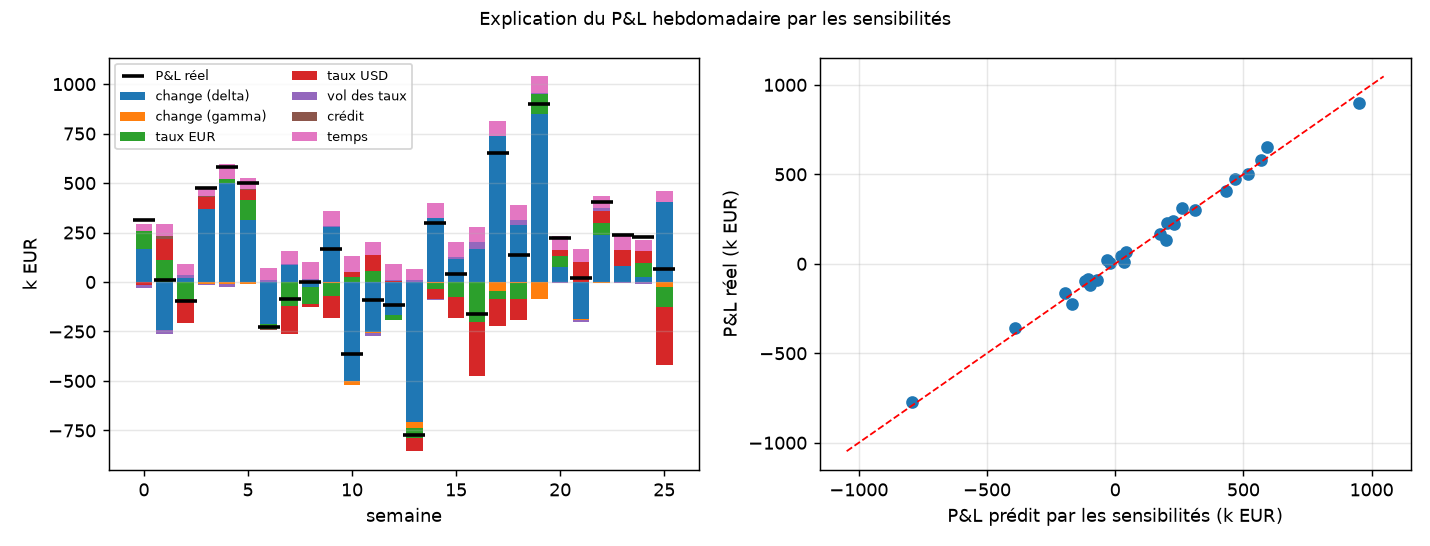 Explication du P&L hebdomadaire par les sensibilités
k EUR
1000
750
500
250
0
−250
−500
−750
P&L réel
change (delta)
change (gamma)
taux EUR
taux USD
vol des taux
crédit
temps
0 5 10 15 20 25
semaine
P&L réel (k EUR)
1000
500
0
−500
−1000
−1000 −500 0 500 1000
P&L prédit par les sensibilités (k EUR)